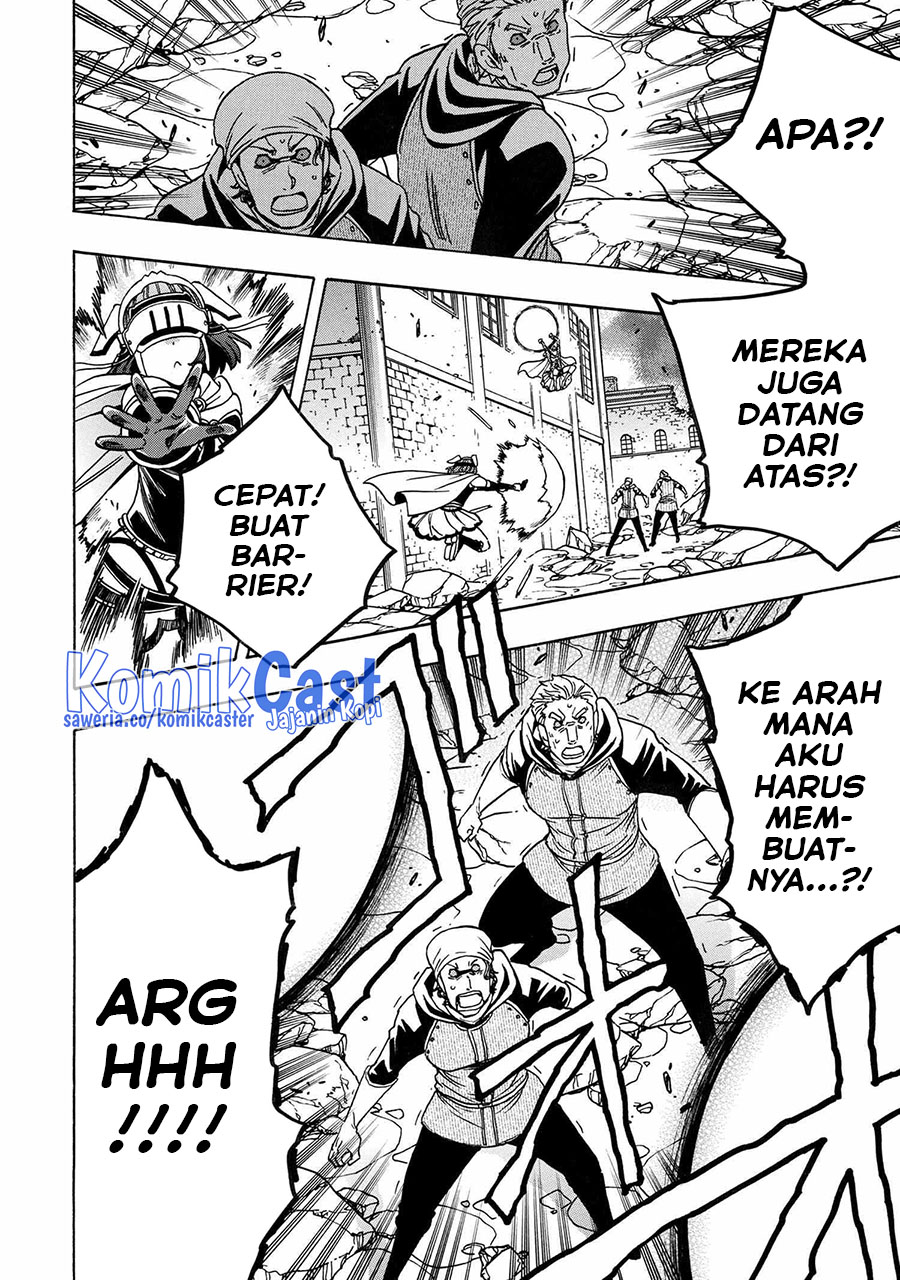 APA?!
MEREKA
JUGA
DATANG
DARI
ATAS?!
CEPAT!
BUAT
BAR-
RIER!
KomikCast
saweria.co/komikcaster Jajanin Kopi
KE ARAH
MANA
AKU
HARUS
MEM-
BUAT-
NYA...?!
ARG
HHH
!!!!